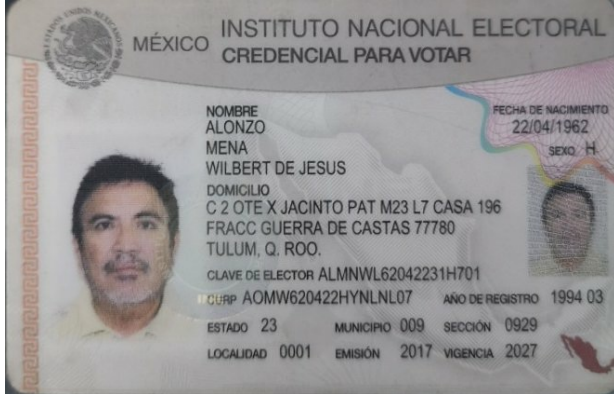 MÉXICO
INSTITUTO NACIONAL ELECTORAL
CREDENCIAL PARA VOTAR
NOMBRE
ALONZO
MENA
WILBERT DE JESUS
FECHA DE NACIMIENTO
22/04/1962
SEXO H
DOMICILIO
C 2 OTE X JACINTO PAT M23 L7 CASA 196
FRACC GUERRA DE CASTAS 77780
TULUM, Q. ROO.
CLAVE DE ELECTOR ALMNWL62042231H701
CURP AOMW620422HYNLNL07 AÑO DE REGISTRO 1994 03
ESTADO 23 MUNICIPIO 009 SECCIÓN 0929
LOCALIDAD 0001 EMISIÓN 2017 VIGENCIA 2027